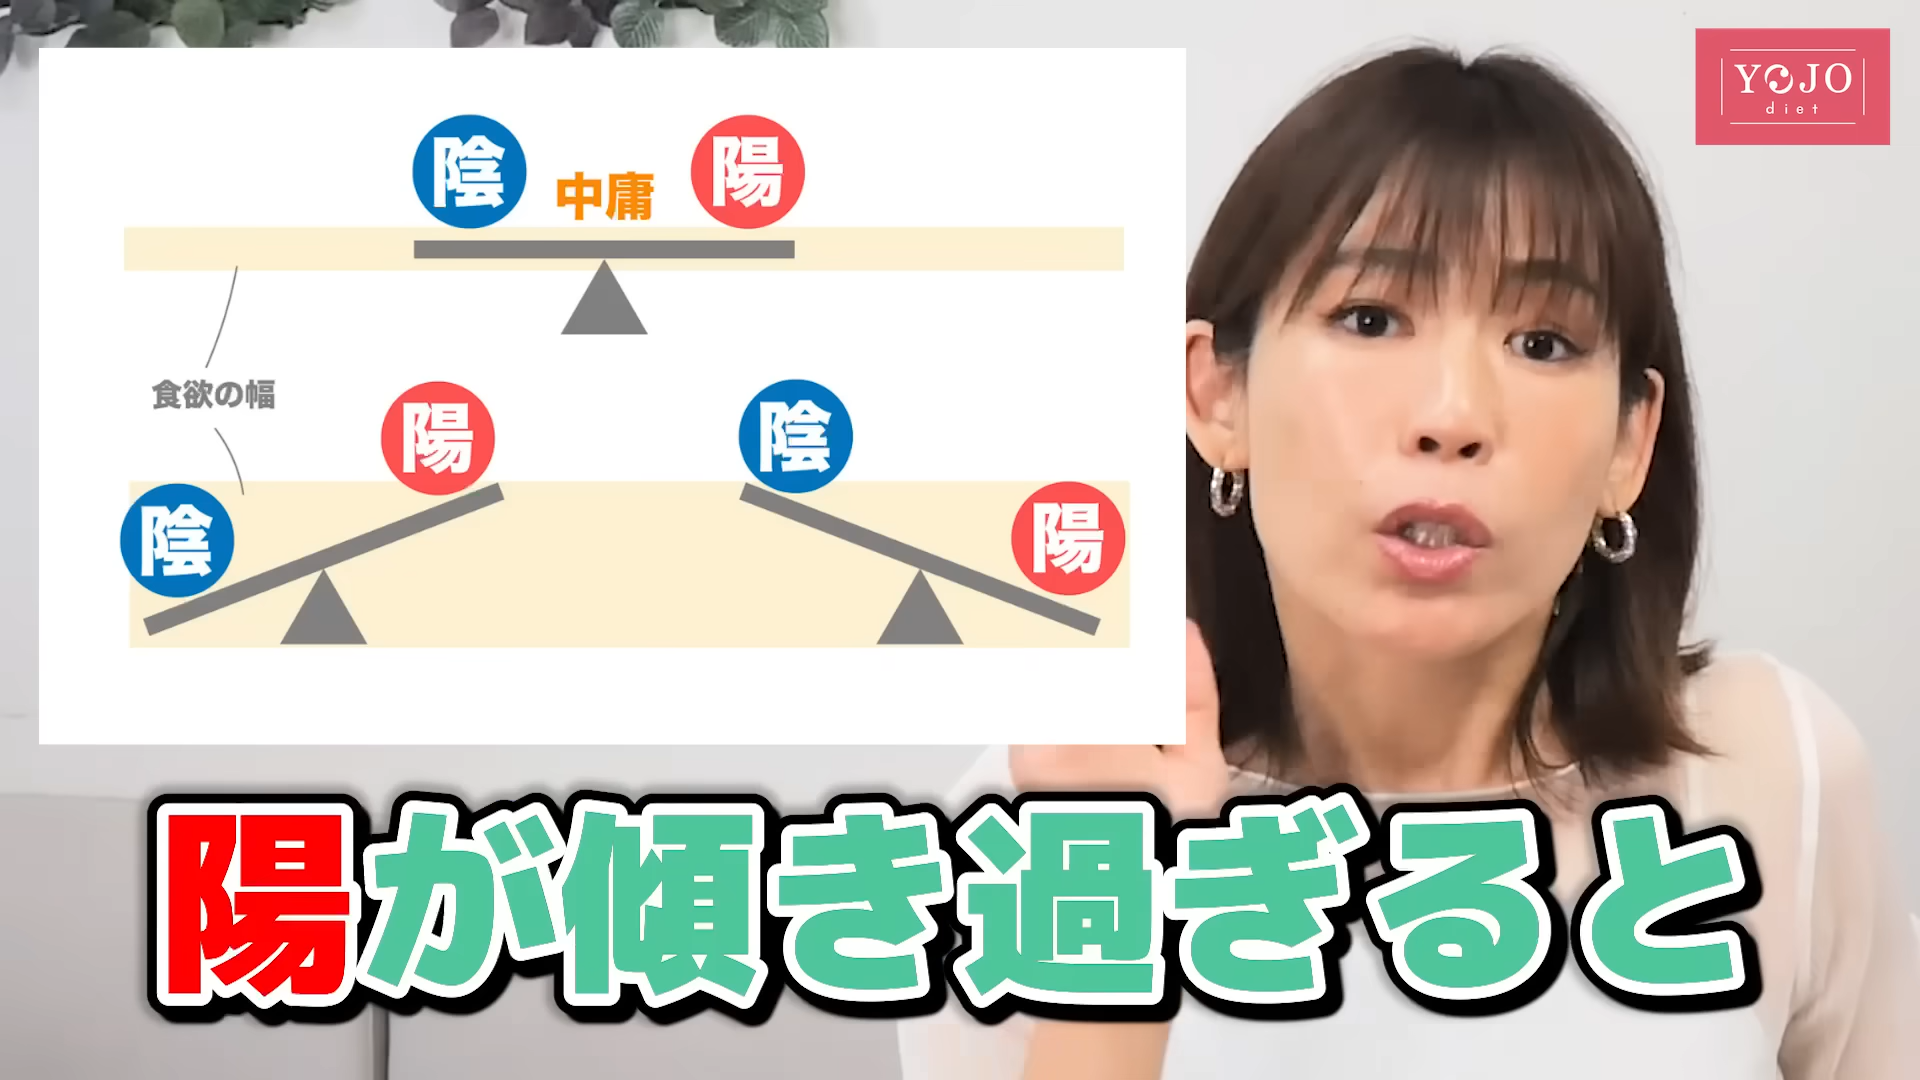 YOJO
diet
陰 中庸 陽
食欲の幅
陽 陰
陰 陽
陽が傾き過ぎると